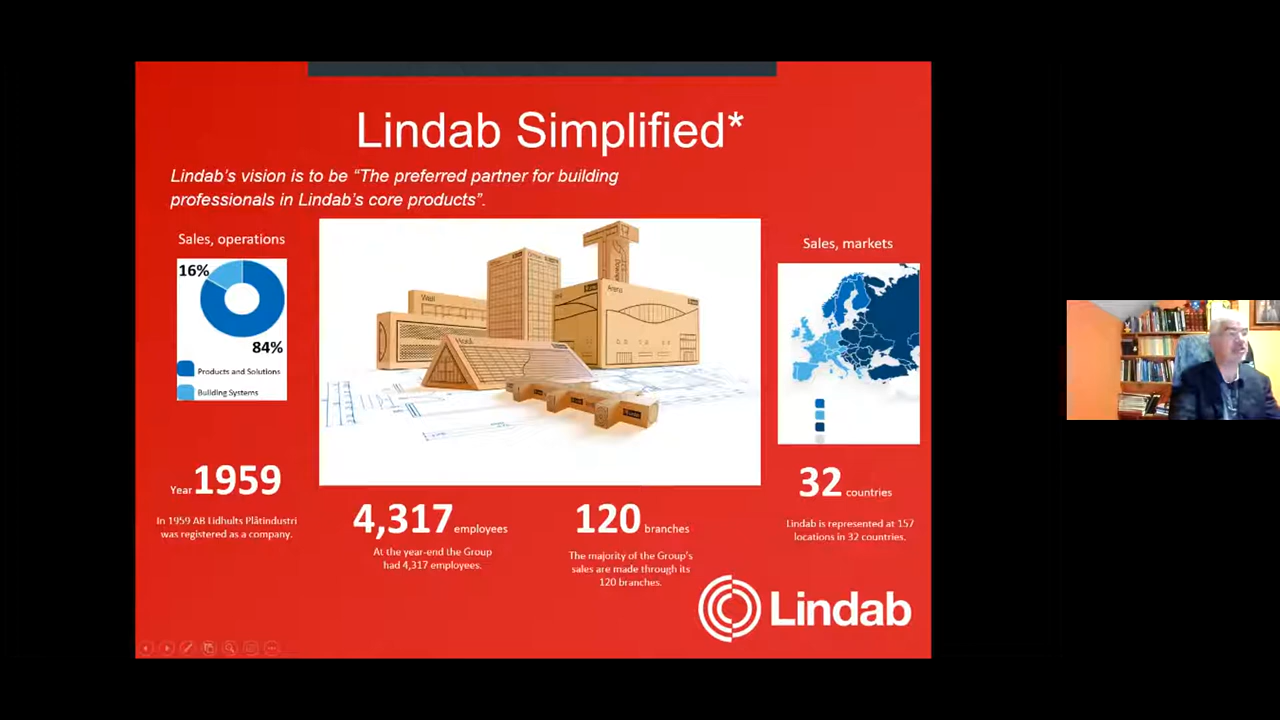 Lindab Simplified*
Lindab's vision is to be “The preferred partner for building
professionals in Lindab's core products”.
Sales, operations
16%
84%
Products and Solutions
Building Systems
Wall
Arena
Sales, markets
Year 1959
In 1959 AB Lidhults Plåtindustri
was registered as a company.
4,317 employees
At the year-end the Group
had 4,317 employees.
120 branches
The majority of the Group's
sales are made through its
120 branches.
32 countries
Lindab is represented at 157
locations in 32 countries.
Lindab